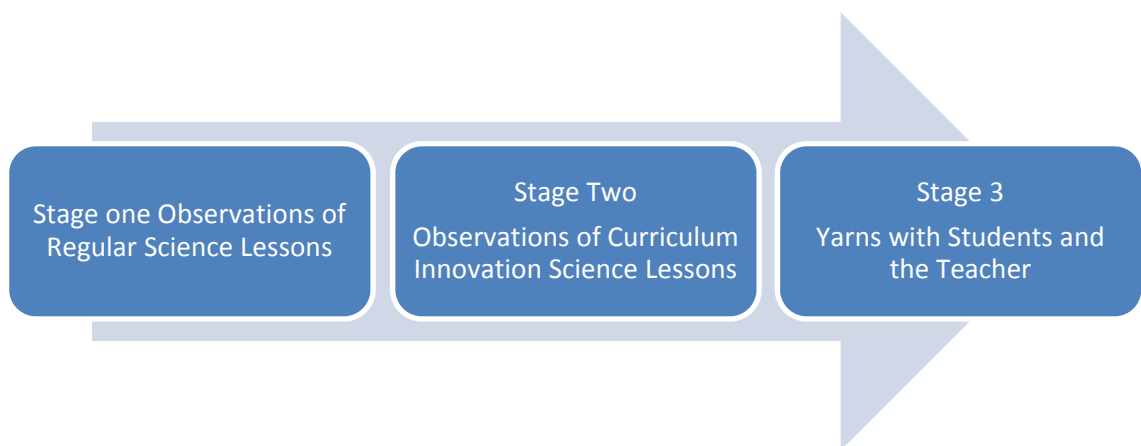 Stage one Observations of
Regular Science Lessons
Stage Two
Observations of Curriculum
Innovation Science Lessons
Stage 3
Yarns with Students and
the Teacher